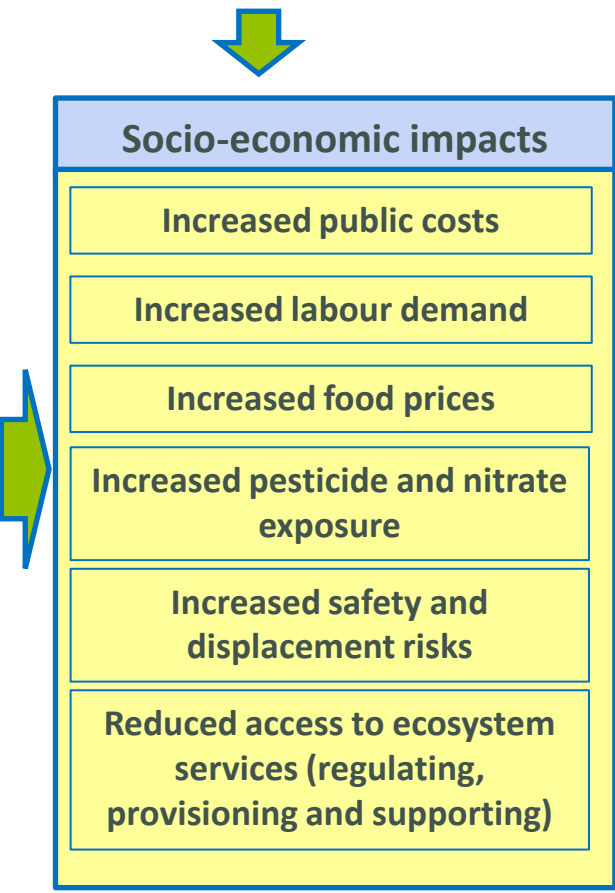 Socio-economic impacts
Increased public costs
Increased labour demand
Increased food prices
Increased pesticide and nitrate
exposure
Increased safety and
displacement risks
Reduced access to ecosystem
services (regulating,
provisioning and supporting)